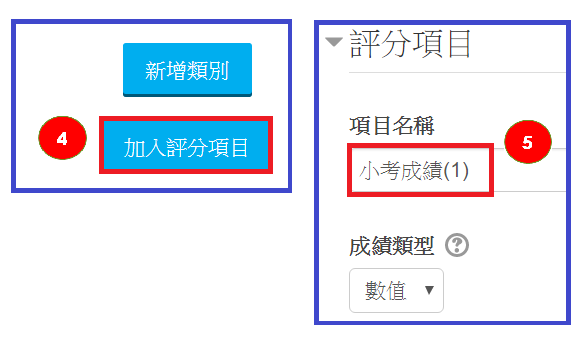 新增類別
4
加入評分項目
評分項目
項目名稱
5
小考成績(1)
成績類型 ?
數值 ▼